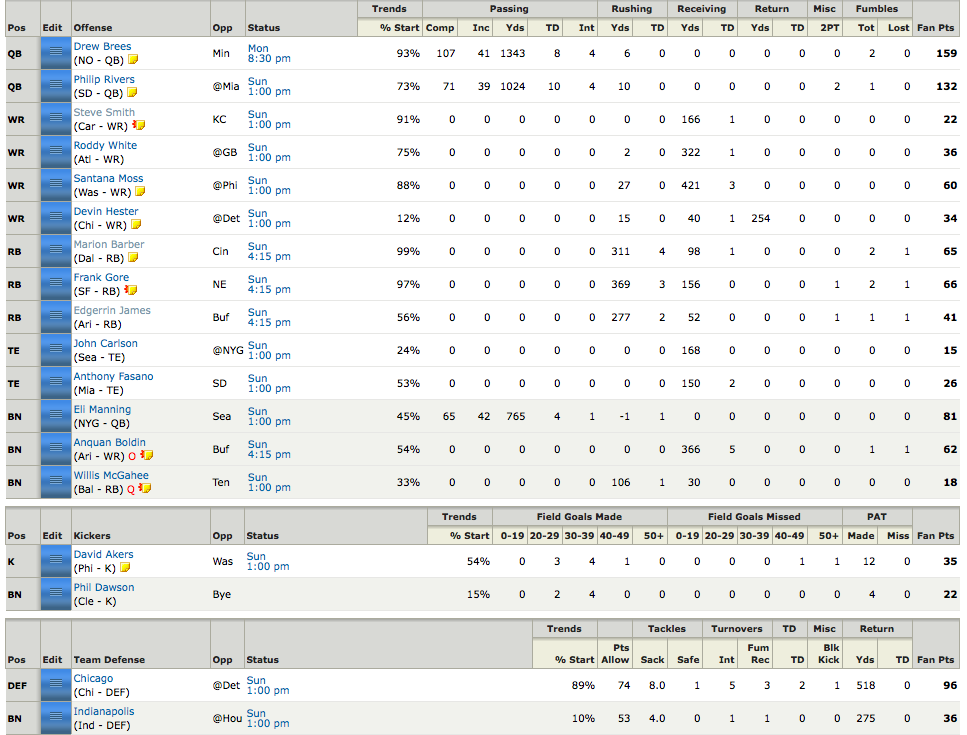 Trends Passing Rushing Receiving Return Misc Fumbles
Pos Edit Offense Opp Status % Start Comp Inc Yds TD Int Yds TD Yds TD Yds TD 2PT Tot Lost Fan Pts
QB Drew Brees (NO - QB) Min Mon 8:30 pm 93% 107 41 1343 8 4 6 0 0 0 0 0 0 2 0 159
QB Philip Rivers (SD - QB) @Mia Sun 1:00 pm 73% 71 39 1024 10 4 10 0 0 0 0 0 2 1 0 132
WR Steve Smith (Car - WR) KC Sun 1:00 pm 91% 0 0 0 0 0 0 0 166 1 0 0 0 0 0 22
WR Roddy White (Atl - WR) @GB Sun 1:00 pm 75% 0 0 0 0 0 2 0 322 1 0 0 0 0 0 36
WR Santana Moss (Was - WR) @Phi Sun 1:00 pm 88% 0 0 0 0 0 27 0 421 3 0 0 0 0 0 60
WR Devin Hester (Chi - WR) @Det Sun 1:00 pm 12% 0 0 0 0 0 15 0 40 1 254 0 0 0 0 34
RB Marion Barber (Dal - RB) Cin Sun 4:15 pm 99% 0 0 0 0 0 311 4 98 1 0 0 0 2 1 65
RB Frank Gore (SF - RB) NE Sun 4:15 pm 97% 0 0 0 0 0 369 3 156 0 0 0 1 2 1 66
RB Edgerrin James (Ari - RB) Buf Sun 4:15 pm 56% 0 0 0 0 0 277 2 52 0 0 0 1 1 1 41
TE John Carlson (Sea - TE) @NYG Sun 1:00 pm 24% 0 0 0 0 0 0 0 168 0 0 0 0 0 0 15
TE Anthony Fasano (Mia - TE) SD Sun 1:00 pm 53% 0 0 0 0 0 0 0 150 2 0 0 0 0 0 26
BN Eli Manning (NYG - QB) Sea Sun 1:00 pm 45% 65 42 765 4 1 -1 1 0 0 0 0 0 0 0 81
BN Anquan Boldin (Ari - WR) O Buf Sun 4:15 pm 54% 0 0 0 0 0 0 0 366 5 0 0 0 1 1 62
BN Willis McGahee (Bal - RB) Q Ten Sun 1:00 pm 33% 0 0 0 0 0 106 1 30 0 0 0 0 0 0 18
Trends Field Goals Made Field Goals Missed PAT
Pos Edit Kickers Opp Status % Start 0-19 20-29 30-39 40-49 50+ 0-19 20-29 30-39 40-49 50+ Made Miss Fan Pts
K David Akers (Phi - K) Was Sun 1:00 pm 54% 0 3 4 1 0 0 0 0 1 1 12 0 35
BN Phil Dawson (Cle - K) Bye 15% 0 2 4 0 0 0 0 0 0 0 4 0 22
Trends Tackles Turnovers TD Misc Return
Pos Edit Team Defense Opp Status % Start Pts Allow Sack Safe Int Fum Rec TD Blk Kick Yds TD Fan Pts
DEF Chicago (Chi - DEF) @Det Sun 1:00 pm 89% 74 8.0 1 5 3 2 1 518 0 96
BN Indianapolis (Ind - DEF) @Hou Sun 1:00 pm 10% 53 4.0 0 1 1 0 0 275 0 36